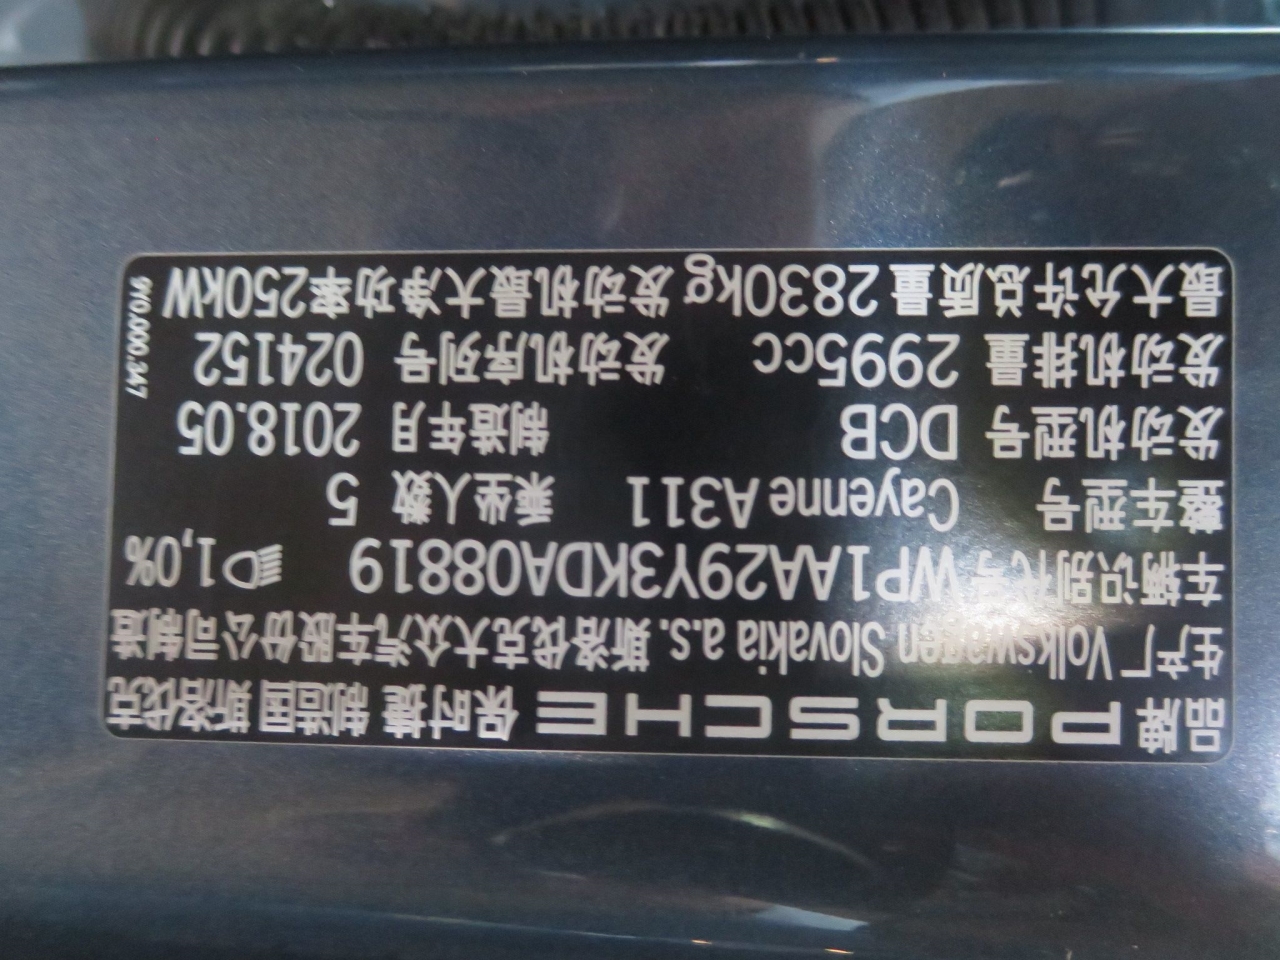 品牌 PORSCHE 保时捷 制造国 斯洛伐克
生产厂 Volkswagen Slovakia a.s. 斯洛伐克大众汽车股份公司制造
车辆识别代号 WP1AA29Y3KDA08819 1,0%
整车型号 Cayenne A311 乘坐人数 5
发动机型号 DCB 制造年月 2018.05
发动机排量 2995cc 发动机序列号 024152
最大允许总质量 2830kg 发动机最大净功率 250kW
9Y0.000.347